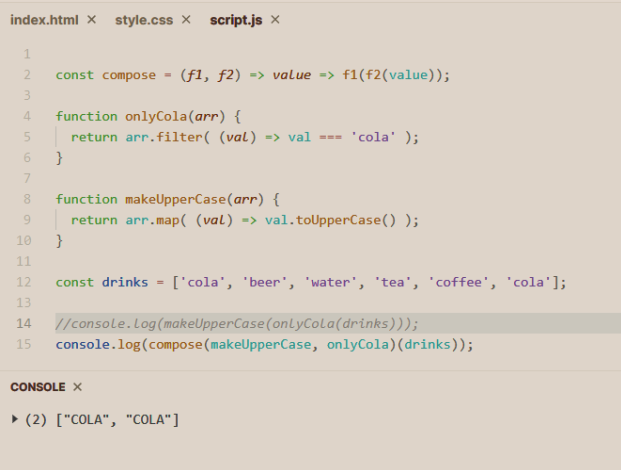 index.html × style.css × script.js ×
1
2 const compose = (f1, f2) => value => f1(f2(value));
3
4 function onlyCola(arr) {
5   return arr.filter( (val) => val === 'cola' );
6 }
7
8 function makeUpperCase(arr) {
9   return arr.map( (val) => val.toUpperCase() );
10 }
11
12 const drinks = ['cola', 'beer', 'water', 'tea', 'coffee', 'cola'];
13
14 //console.log(makeUpperCase(onlyCola(drinks)));
15 console.log(compose(makeUpperCase, onlyCola)(drinks));
CONSOLE ×
(2) ["COLA", "COLA"]